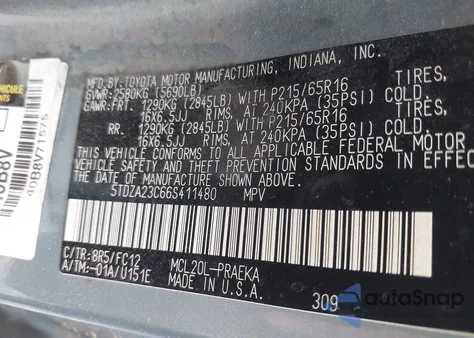 MFD.BY:TOYOTA MOTOR MANUFACTURING, INDIANA, INC.
GVWR:2580KG (5690LB)
GAWR:FRT. 1290KG (2845LB) WITH P215/65R16 TIRES,
16X6.5JJ RIMS, AT 240KPA (35PSI) COLD.
RR. 1290KG (2845LB) WITH P215/65R16 TIRES,
16X6.5JJ RIMS, AT 240KPA (35PSI) COLD.
THIS VEHICLE CONFORMS TO ALL APPLICABLE FEDERAL MOTOR
VEHICLE SAFETY AND THEFT PREVENTION STANDARDS IN EFFEC
DATE OF MANUFACTURE SHOWN ABOVE.
5TDZA23C66S411480 MPV
C/TR:8R5/FC12 MCL20L-PRAEKA
A/TM:-01A/U151E MADE IN U.S.A.
309
VEHICLE
40B8V71575
autoSnap